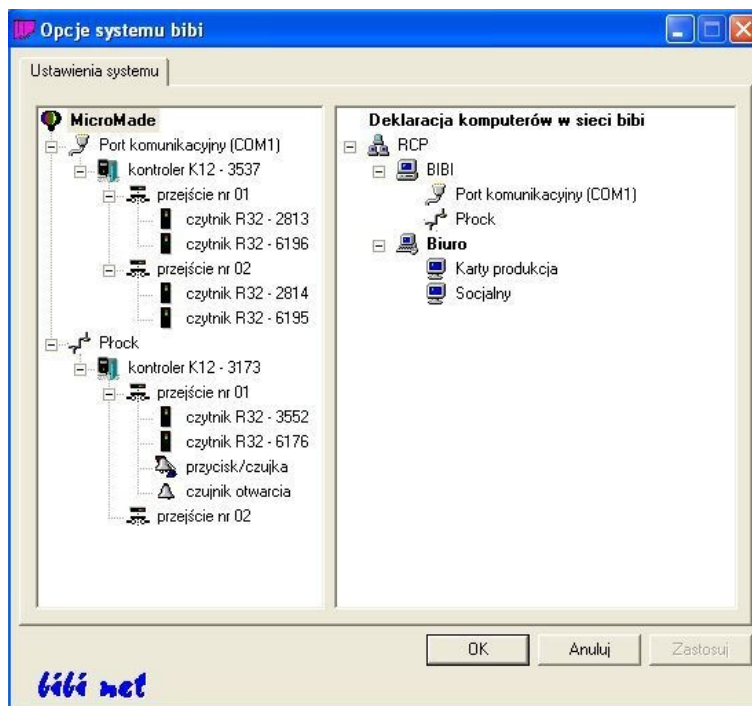 Opcje systemu bibi
Ustawienia systemu
MicroMade
Port komunikacyjny (COM1)
kontroler K12 - 3537
przejście nr 01
czytnik R32 - 2813
czytnik R32 - 6196
przejście nr 02
czytnik R32 - 2814
czytnik R32 - 6195
Płock
kontroler K12 - 3173
przejście nr 01
czytnik R32 - 3552
czytnik R32 - 6176
przycisk/czujka
czujnik otwarcia
przejście nr 02
Deklaracja komputerów w sieci bibi
RCP
BIBI
Port komunikacyjny (COM1)
Płock
Biuro
Karty produkcja
Socjalny
OK
Anuluj
Zastosuj
bibi net